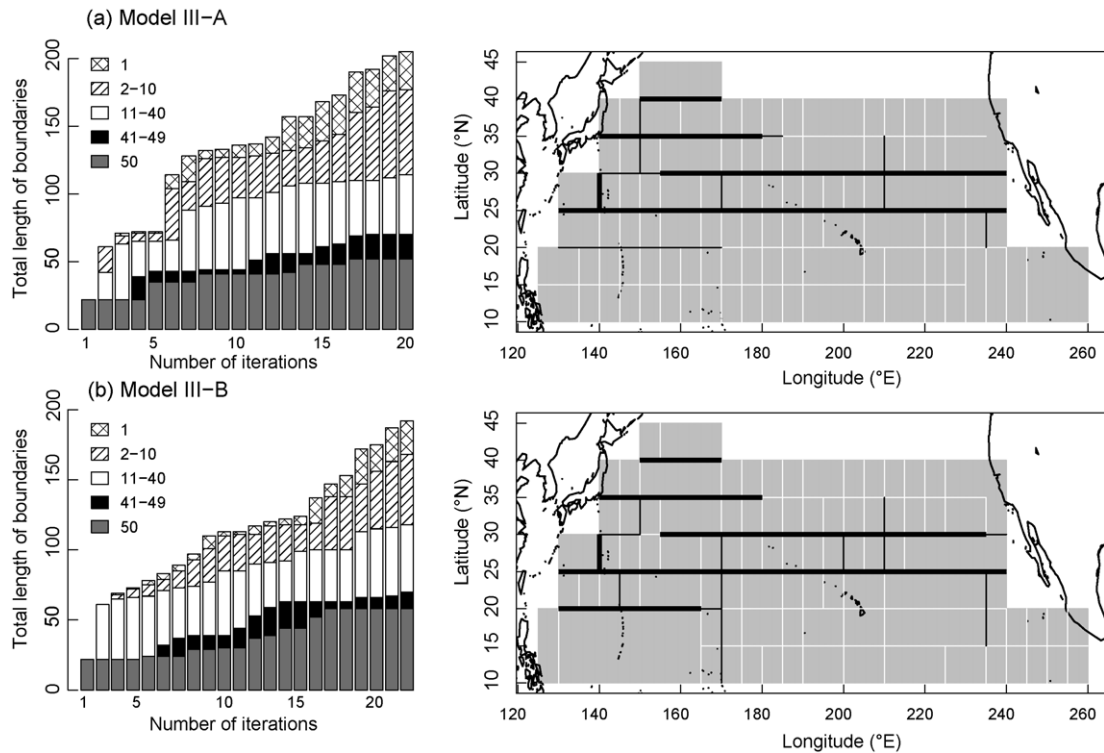 (a) Model III−A
Total length of boundaries
0 50 100 150 200
1
2−10
11−40
41−49
50
1 5 10 15 20
Number of iterations
Latitude (°N)
10 15 20 25 30 35 40 45
120 140 160 180 200 220 240 260
Longitude (°E)
(b) Model III−B
Total length of boundaries
0 50 100 150 200
1
2−10
11−40
41−49
50
1 5 10 15 20
Number of iterations
Latitude (°N)
10 15 20 25 30 35 40 45
120 140 160 180 200 220 240 260
Longitude (°E)